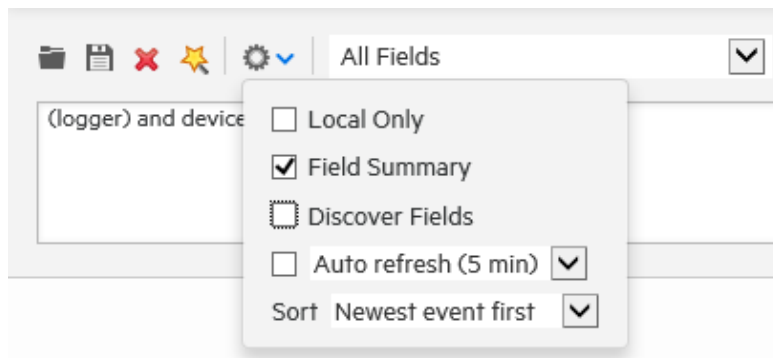 All Fields
(logger) and device
Local Only
Field Summary
Discover Fields
Auto refresh (5 min)
Sort Newest event first